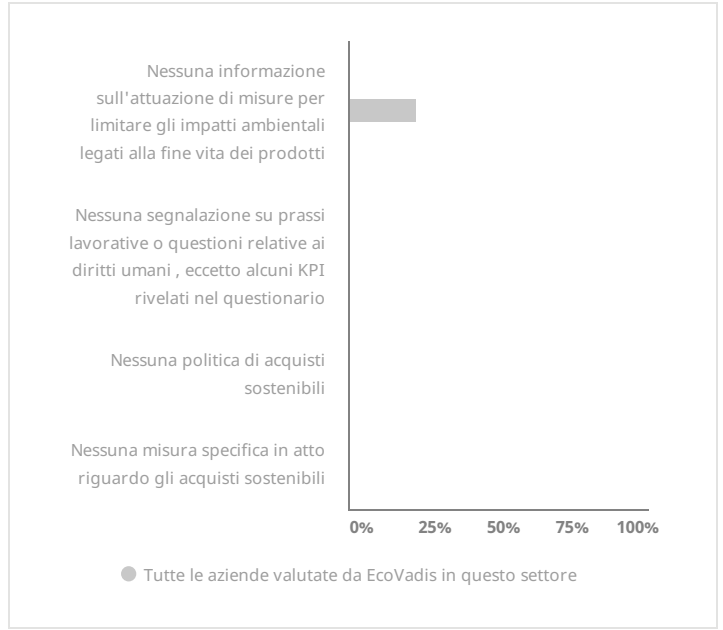 Nessuna informazione
sull'attuazione di misure per
limitare gli impatti ambientali
legati alla fine vita dei prodotti
Nessuna segnalazione su prassi
lavorative o questioni relative ai
diritti umani , eccetto alcuni KPI
rivelati nel questionario
Nessuna politica di acquisti
sostenibili
Nessuna misura specifica in atto
riguardo gli acquisti sostenibili
0% 25% 50% 75% 100%
Tutte le aziende valutate da EcoVadis in questo settore